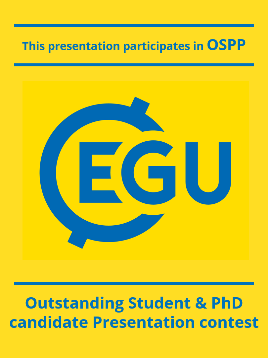 This presentation participates in OSPP
EGU
Outstanding Student & PhD
candidate Presentation contest